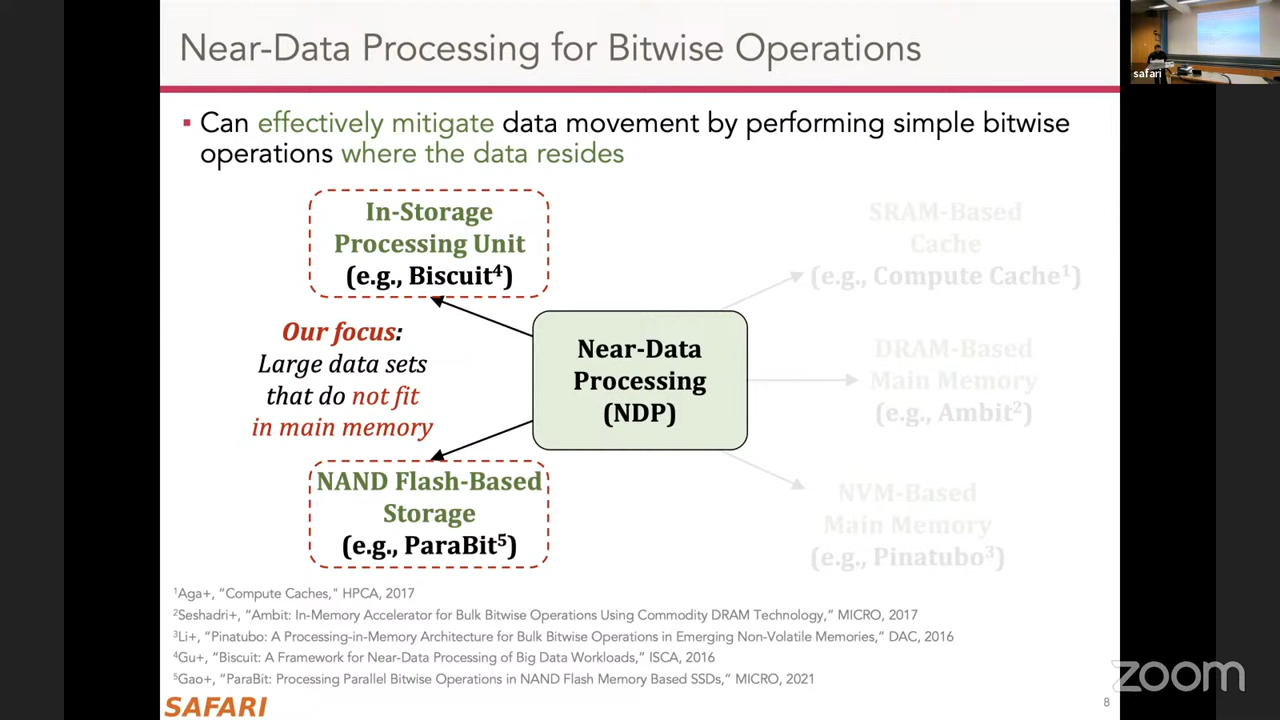 Near-Data Processing for Bitwise Operations
safari
▪ Can effectively mitigate data movement by performing simple bitwise
operations where the data resides
In-Storage
Processing Unit
(e.g., Biscuit⁴)
SRAM-Based
Cache
(e.g., Compute Cache¹)
Our focus:
Large data sets
that do not fit
in main memory
Near-Data
Processing
(NDP)
DRAM-Based
Main Memory
(e.g., Ambit²)
NAND Flash-Based
Storage
(e.g., ParaBit⁵)
NVM-Based
Main Memory
(e.g., Pinatubo³)
¹Aga+, “Compute Caches," HPCA, 2017
²Seshadri+, “Ambit: In-Memory Accelerator for Bulk Bitwise Operations Using Commodity DRAM Technology,” MICRO, 2017
³Li+, “Pinatubo: A Processing-in-Memory Architecture for Bulk Bitwise Operations in Emerging Non-Volatile Memories,” DAC, 2016
⁴Gu+, “Biscuit: A Framework for Near-Data Processing of Big Data Workloads,” ISCA, 2016
⁵Gao+, “ParaBit: Processing Parallel Bitwise Operations in NAND Flash Memory Based SSDs,” MICRO, 2021
SAFARI
8
zoom